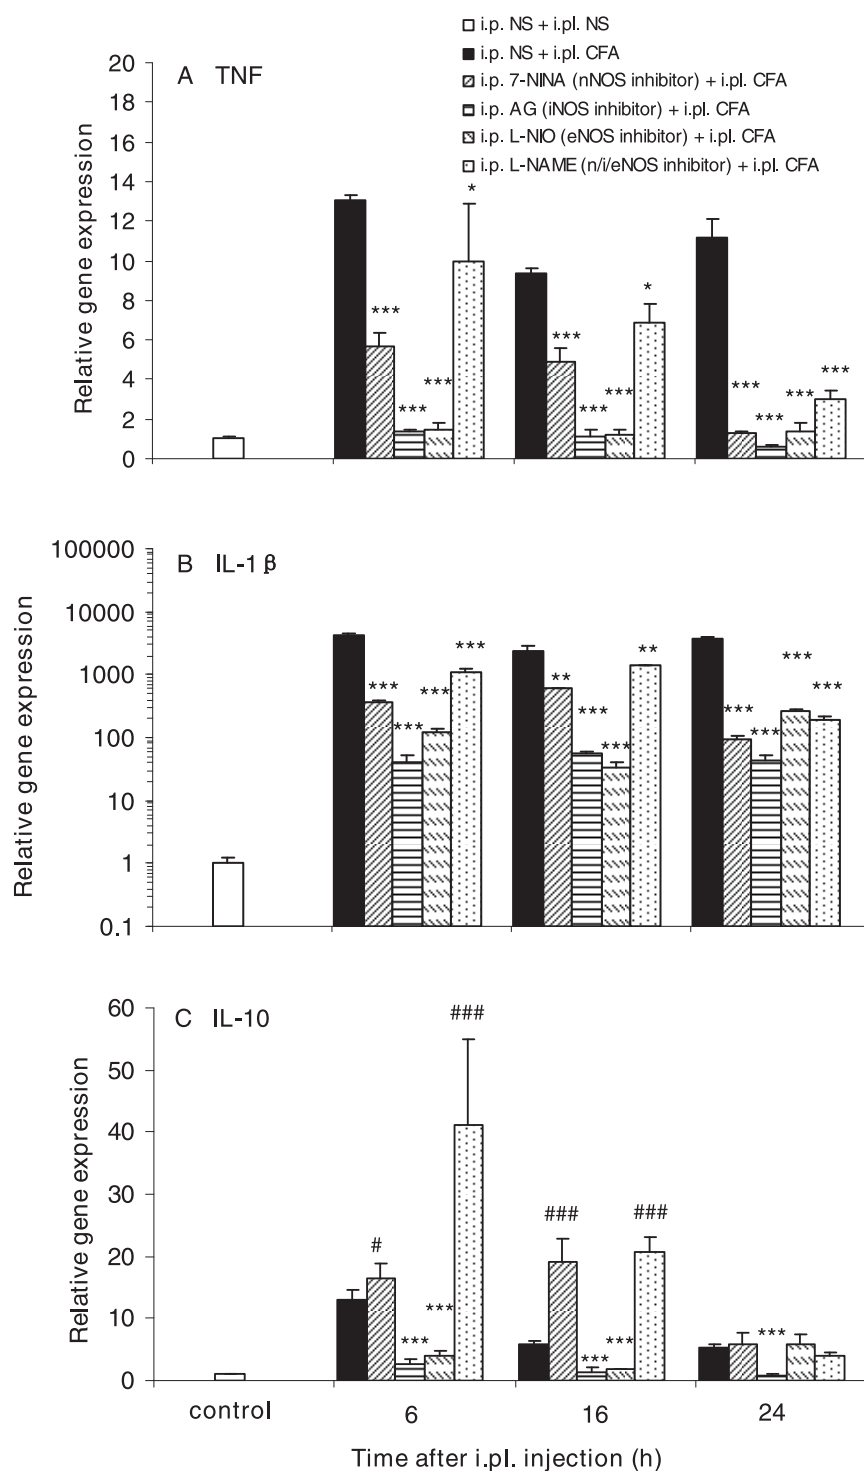 i.p. NS + i.pl. NS
i.p. NS + i.pl. CFA
i.p. 7-NINA (nNOS inhibitor) + i.pl. CFA
i.p. AG (iNOS inhibitor) + i.pl. CFA
i.p. L-NIO (eNOS inhibitor) + i.pl. CFA
i.p. L-NAME (n/i/eNOS inhibitor) + i.pl. CFA
A TNF
Relative gene expression
20
18
16
14
12
10
8
6
4
2
0
*** *** *** *
*** *** *** *
*** *** *** ***
B IL-1 β
Relative gene expression
100000
10000
1000
100
10
1
0.1
*** *** *** ***
** *** *** **
*** *** *** ***
C IL-10
Relative gene expression
60
50
40
30
20
10
0
# *** *** ###
### *** *** ###
***
control 6 16 24
Time after i.pl. injection (h)